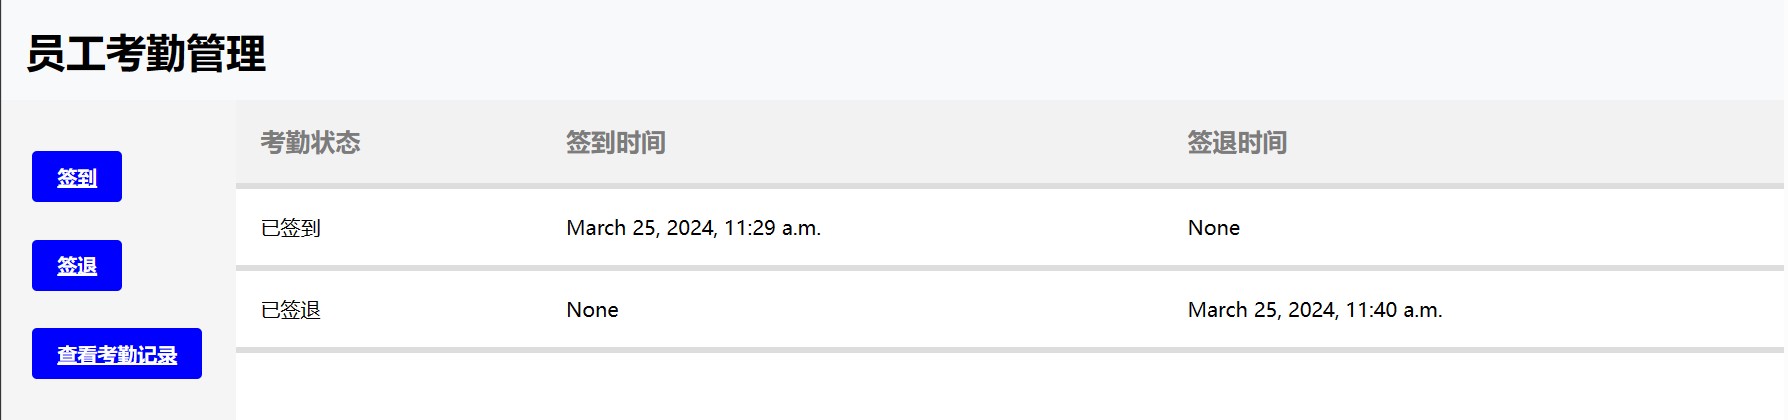 员工考勤管理
签到
签退
查看考勤记录
考勤状态 签到时间 签退时间
已签到 March 25, 2024, 11:29 a.m. None
已签退 None March 25, 2024, 11:40 a.m.